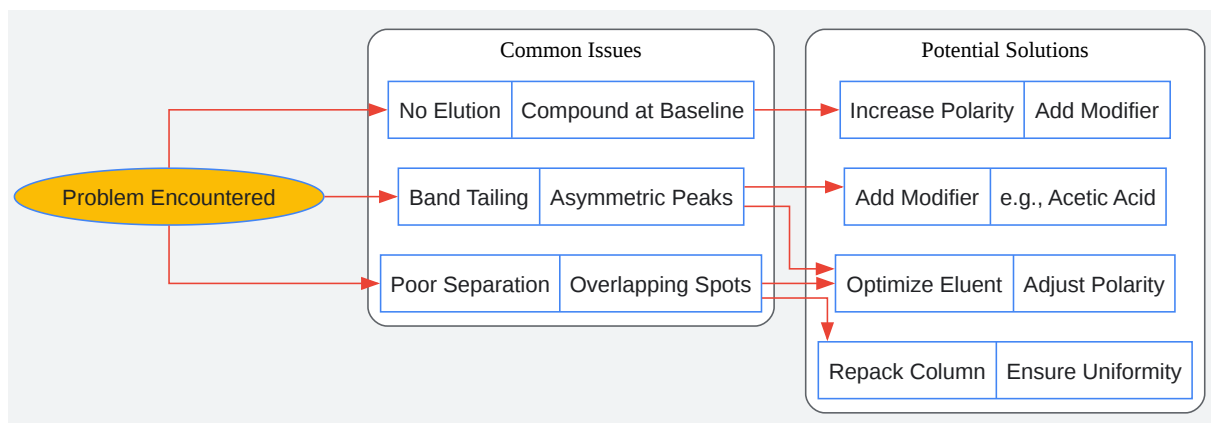 Common Issues
Potential Solutions
No Elution
Compound at Baseline
Increase Polarity
Add Modifier
Problem Encountered
Band Tailing
Asymmetric Peaks
Add Modifier
e.g., Acetic Acid
Poor Separation
Overlapping Spots
Optimize Eluent
Adjust Polarity
Repack Column
Ensure Uniformity